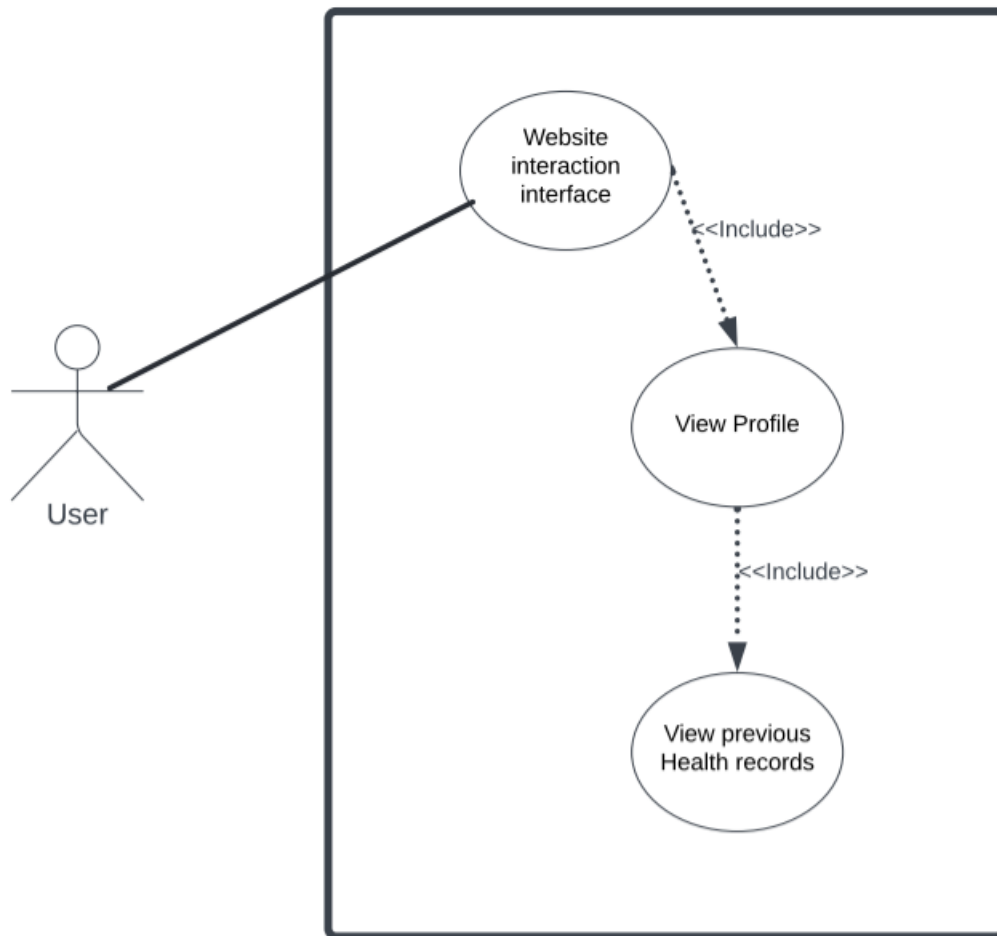 Website
interaction
interface
<<Include>>
View Profile
User
<<Include>>
View previous
Health records